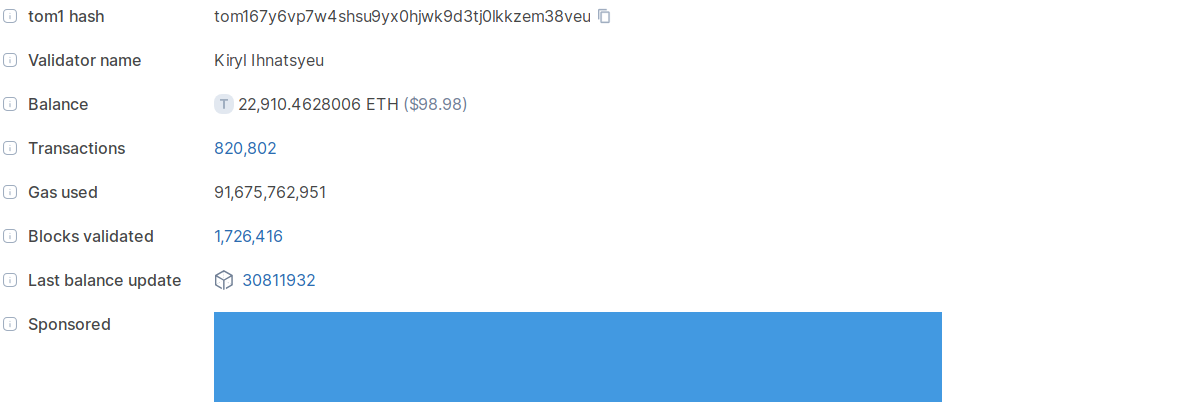 tom1 hash tom167y6vp7w4shsu9yx0hjwk9d3tj0lkkzem38veu
Validator name Kiryl Ihnatsyeu
Balance T 22,910.4628006 ETH ($98.98)
Transactions 820,802
Gas used 91,675,762,951
Blocks validated 1,726,416
Last balance update 30811932
Sponsored